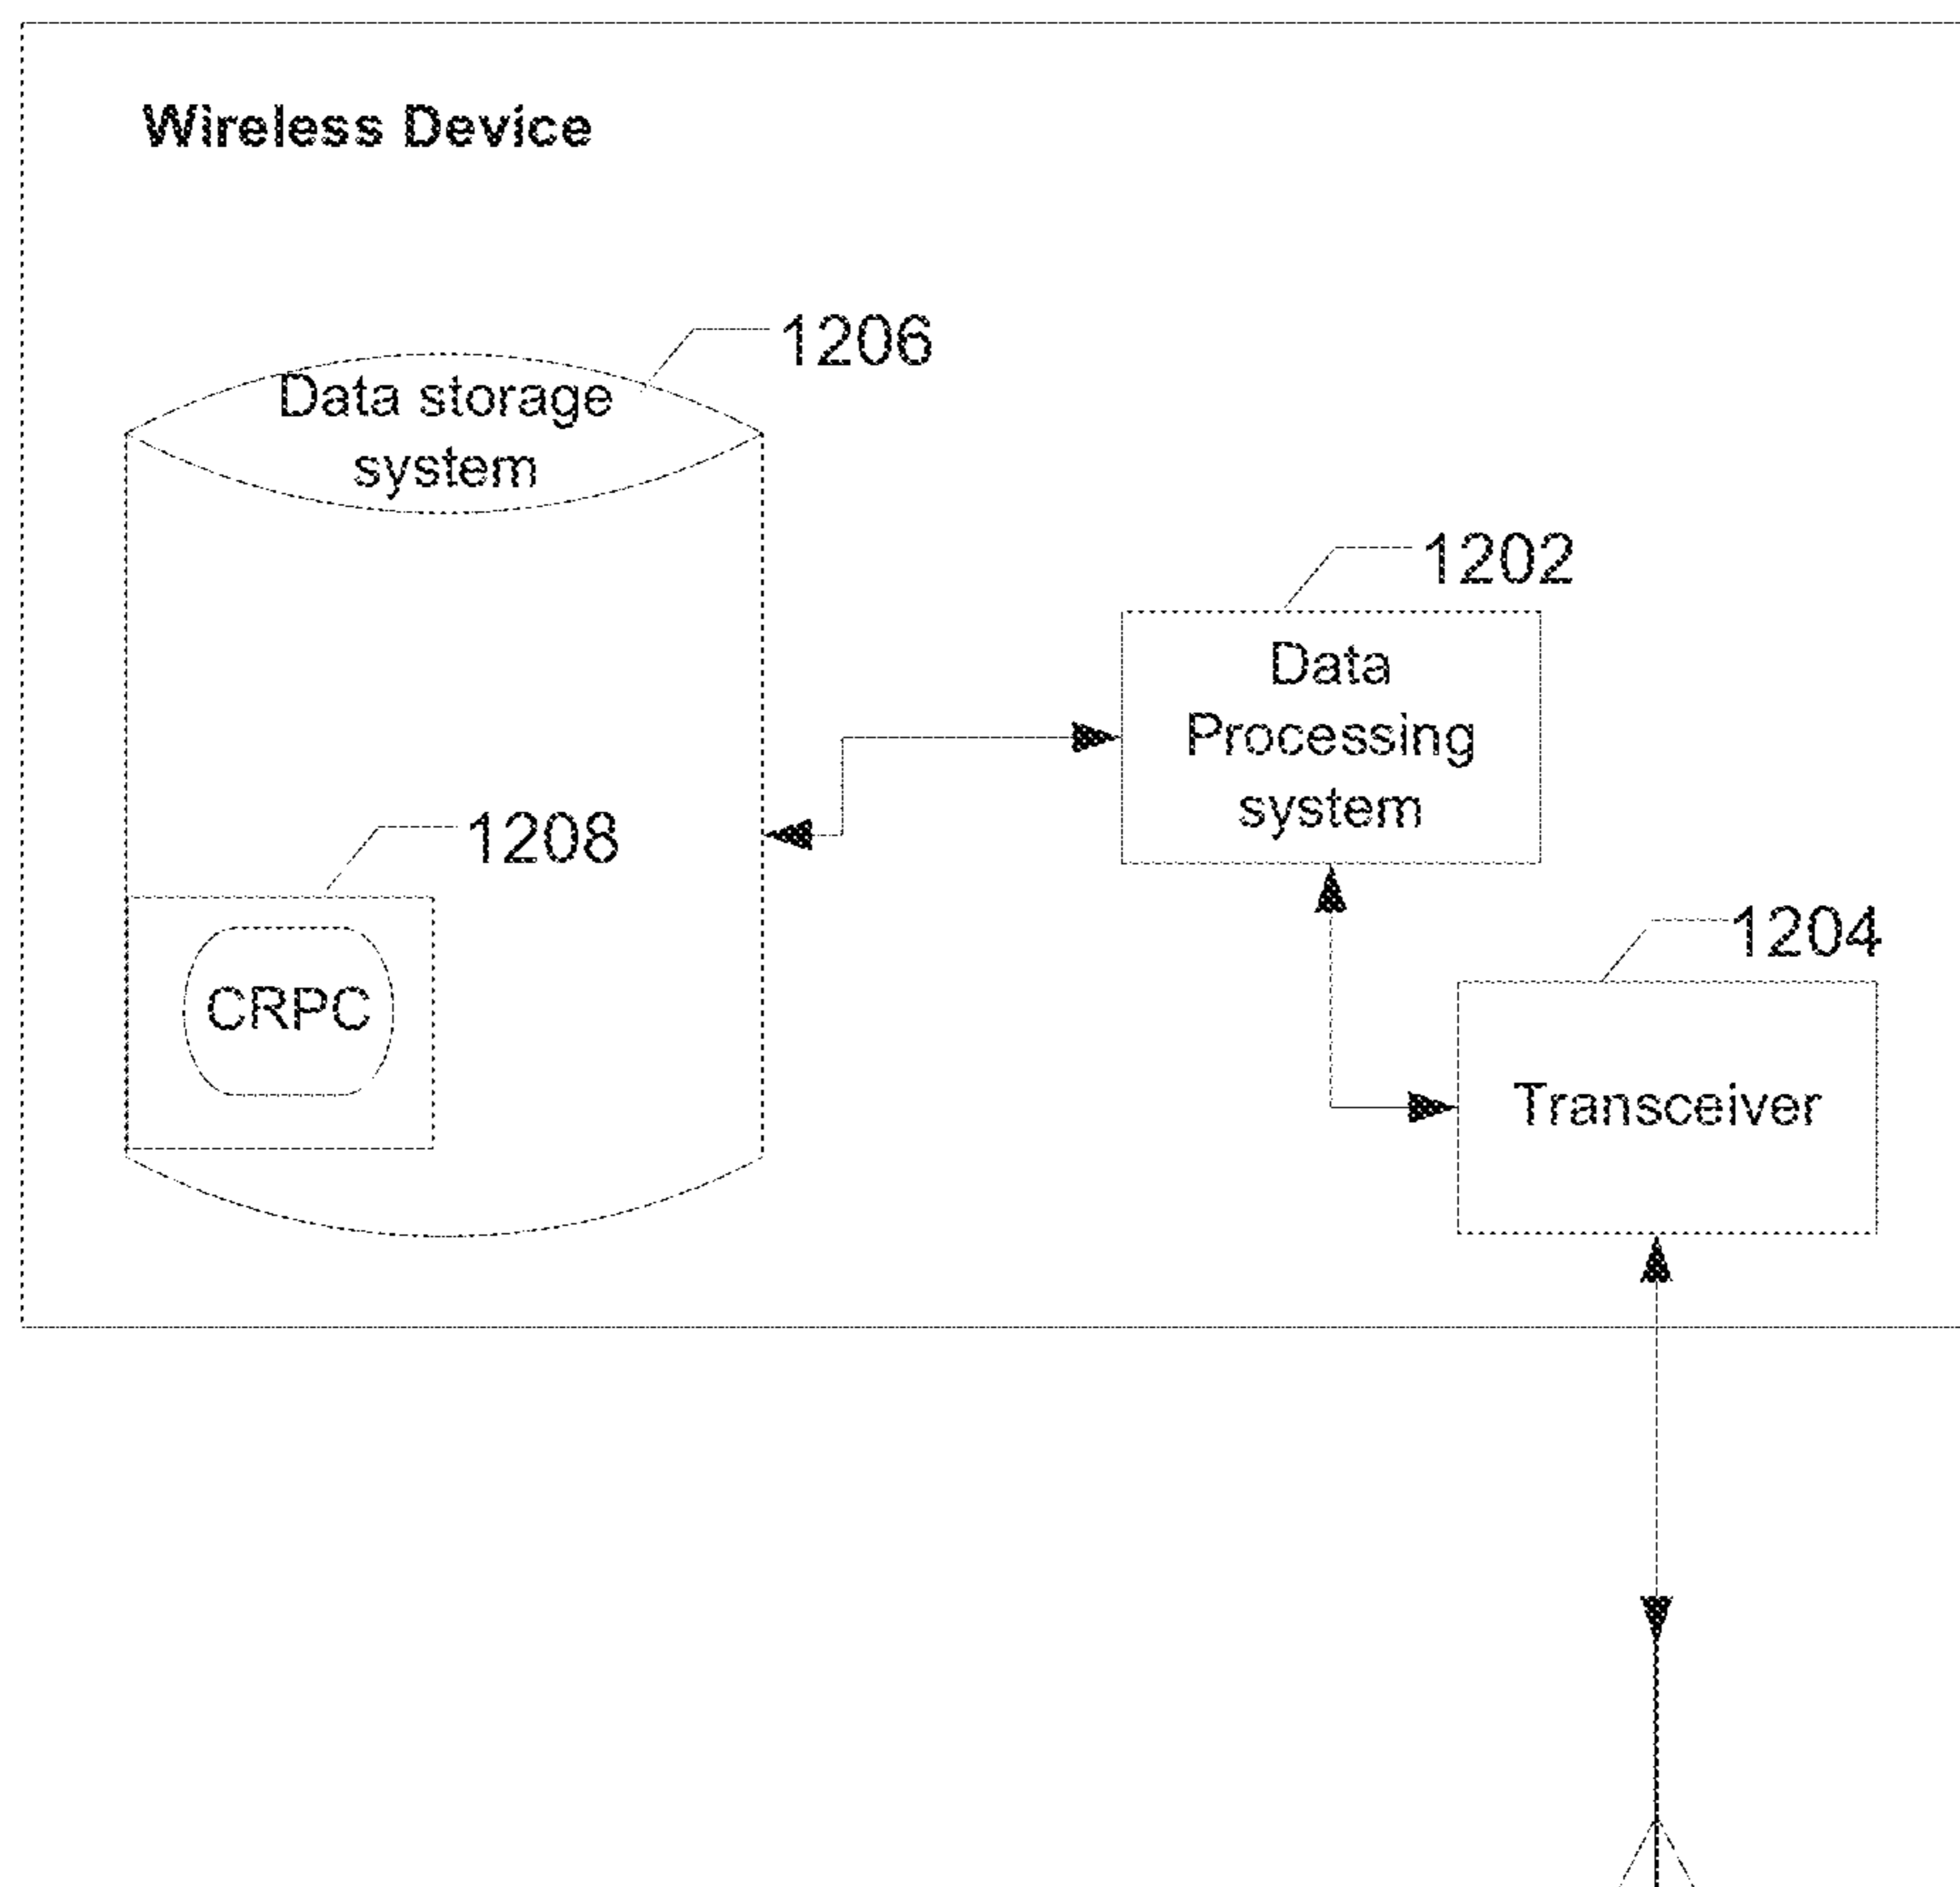 Wireless Device
1206
Data storage
system
1202
Data
Processing
system
1208
CRPC
1204
Transceiver